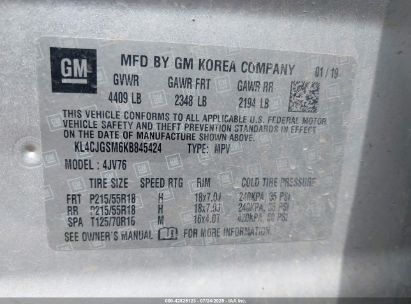 GM
MFD BY GM KOREA COMPANY 01/19
GVWR GAWR FRT GAWR RR
4409 LB 2348 LB 2194 LB
THIS VEHICLE CONFORMS TO ALL APPLICABLE U.S. FEDERAL MOTOR
VEHICLE SAFETY, BUMPER, AND THEFT PREVENTION STANDARDS IN
EFFECT ON THE DATE OF MANUFACTURE SHOWN ABOVE.
KL4CJGSM6KB845424 TYPE: MPV
MODEL: 4JV76
TIRE SIZE SPEED RTG RIM COLD TIRE PRESSURE
FRT P215/55R18 H 18x7.0J 240KPA( 35 PSI)
RR P215/55R18 H 18x7.0J 240KPA( 35 PSI)
SPA T125/70R16 M 16x4.0T 420KPA( 60 PSI)
SEE OWNER'S MANUAL FOR MORE INFORMATION.